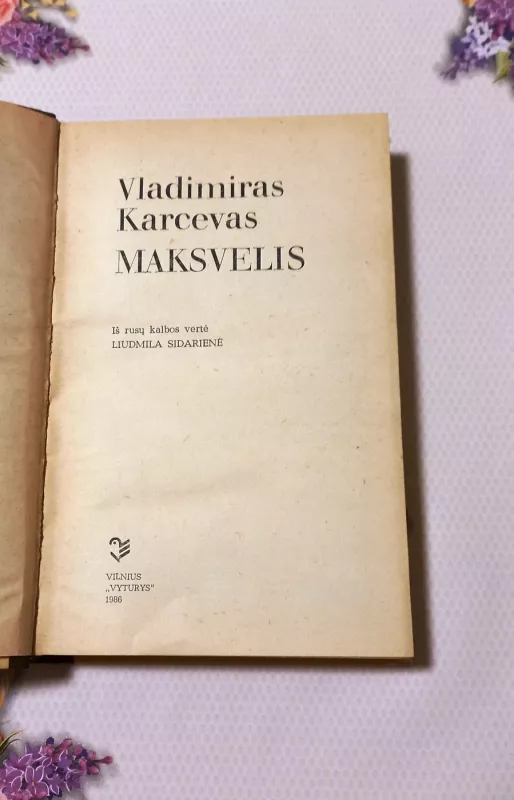 Vladimiras
Karcevas
MAKSVELIS
Iš rusų kalbos vertė
LIUDMILA SIDARIENĖ
VILNIUS
„VYTURYS“
1986